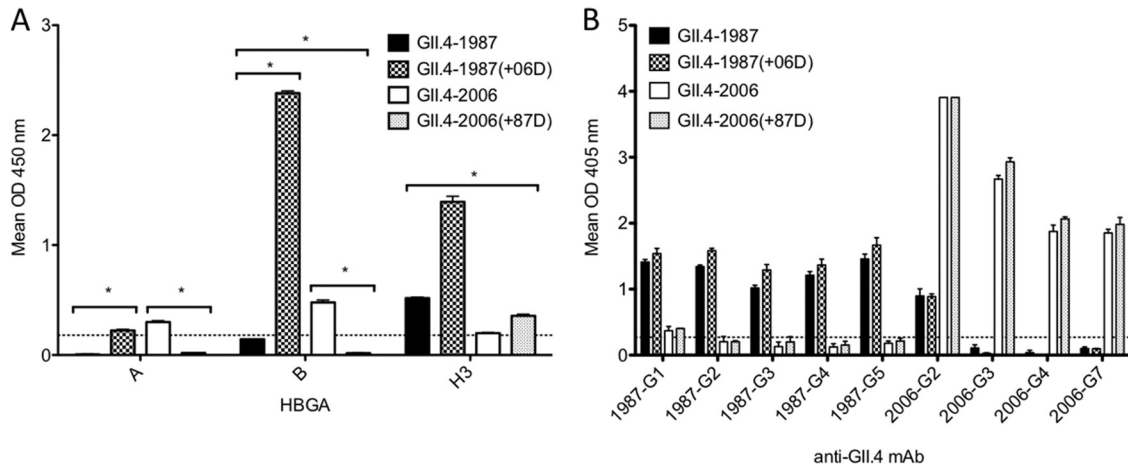 A
Mean OD 450 nm
3
2
1
0
*
*
*
*
*
*
GII.4-1987
GII.4-1987(+06D)
GII.4-2006
GII.4-2006(+87D)
A
B
H3
HBGA
B
Mean OD 405 nm
5
4
3
2
1
0
GII.4-1987
GII.4-1987(+06D)
GII.4-2006
GII.4-2006(+87D)
1987-G1
1987-G2
1987-G3
1987-G4
1987-G5
2006-G2
2006-G3
2006-G4
2006-G7
anti-GII.4 mAb